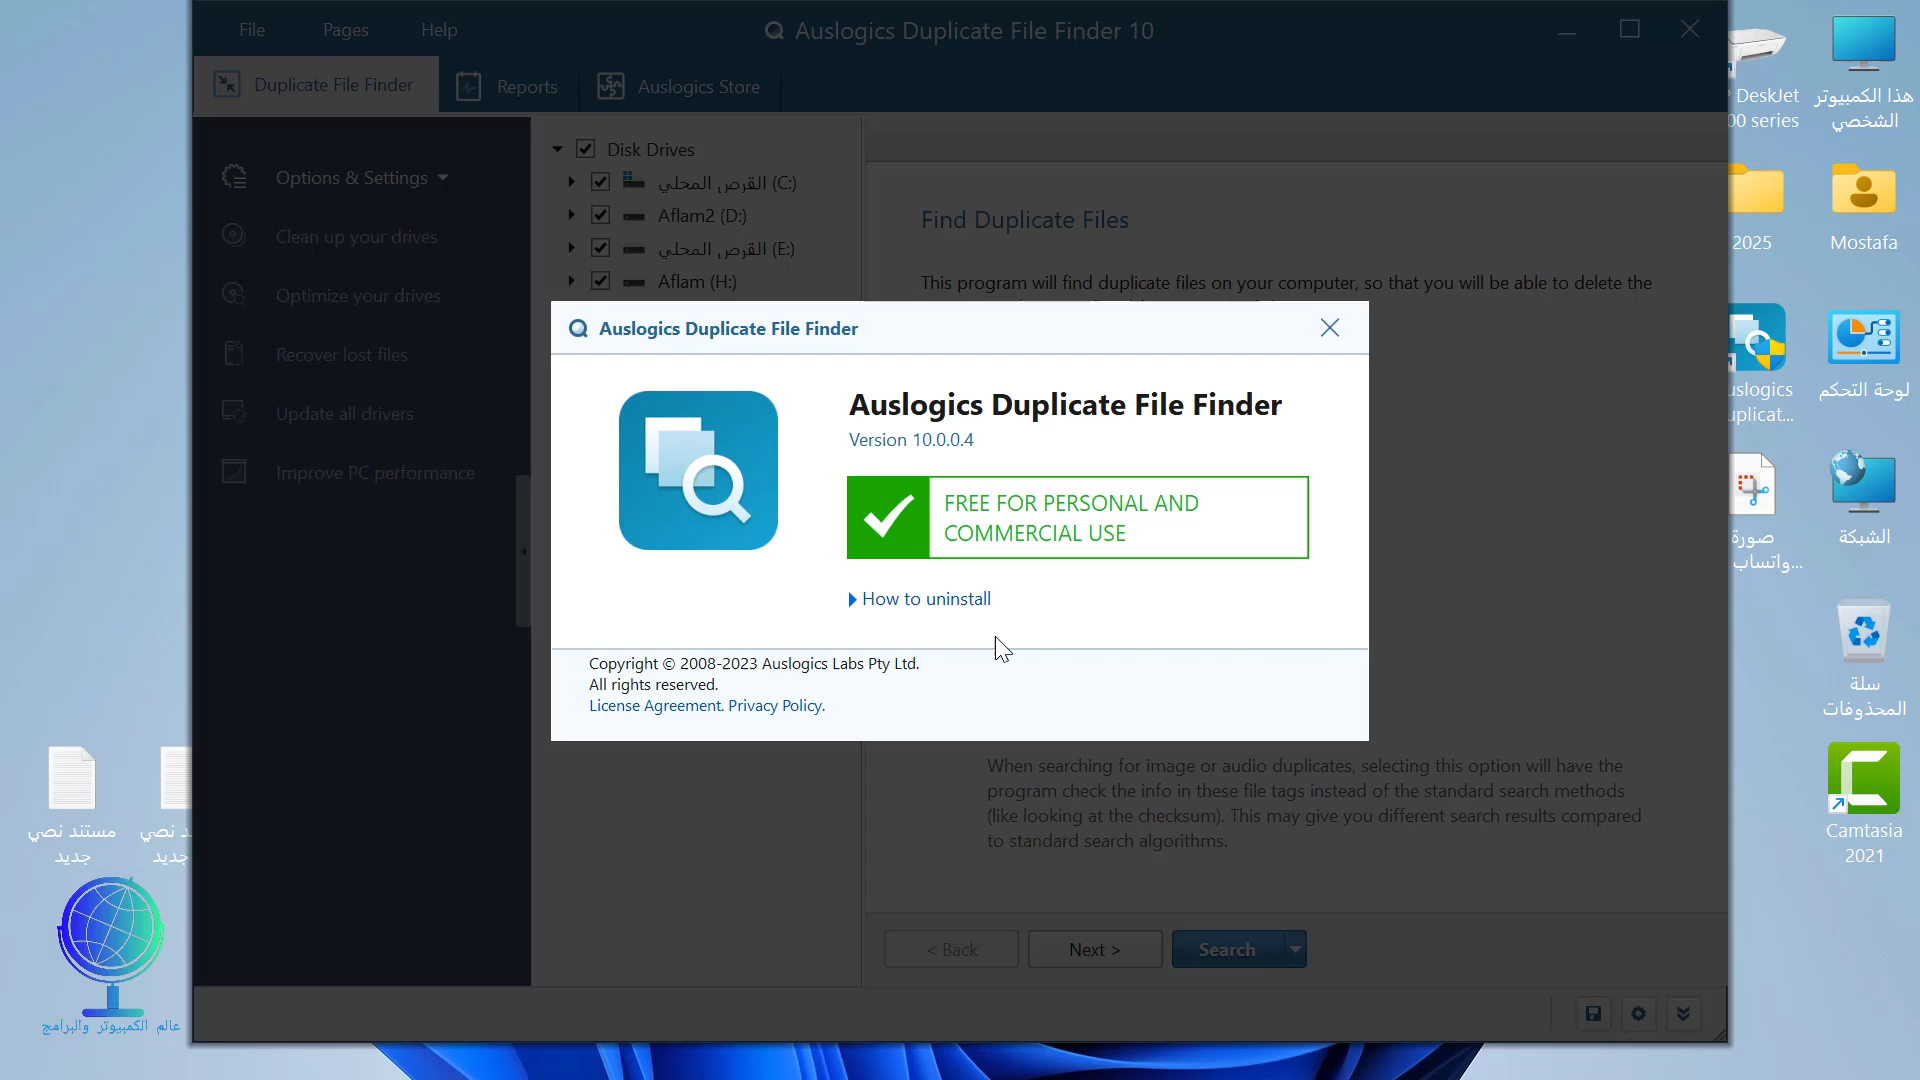 File
Pages
Help
Auslogics Duplicate File Finder 10
Duplicate File Finder
Reports
Auslogics Store
Options & Settings
Clean up your drives
Optimize your drives
Recover lost files
Update all drivers
Improve PC performance
Disk Drives
القرص المحلي (C:)
Aflam2 (D:)
القرص المحلي (E:)
Aflam (H:)
Find Duplicate Files
This program will find duplicate files on your computer, so that you will be able to delete the
Auslogics Duplicate File Finder
Auslogics Duplicate File Finder
Version 10.0.0.4
FREE FOR PERSONAL AND
COMMERCIAL USE
How to uninstall
Copyright © 2008-2023 Auslogics Labs Pty Ltd.
All rights reserved.
License Agreement. Privacy Policy.
When searching for image or audio duplicates, selecting this option will have the
program check the info in these file tags instead of the standard search methods
(like looking at the checksum). This may give you different search results compared
to standard search algorithms.
< Back
Next >
Search
DeskJet
00 series
هذا الكمبيوتر
الشخصي
2025
Mostafa
uslogics
uplicat...
لوحة التحكم
صورة
واتساب...
الشبكة
سلة
المحذوفات
Camtasia
2021
مستند نصي
جديد
د نصي
جديد
عالم الكمبيوتر والبرامج